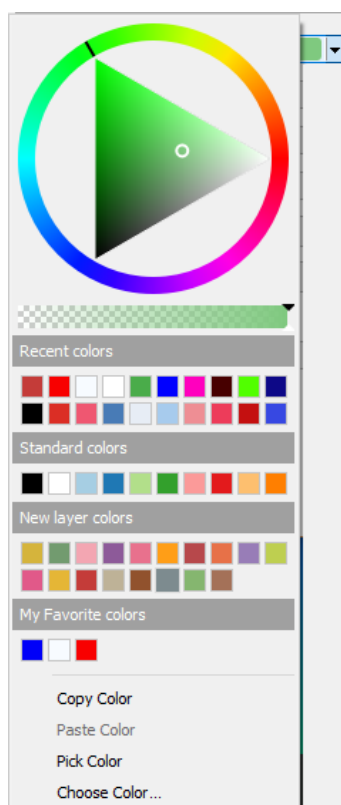 Recent colors
Standard colors
New layer colors
My Favorite colors
Copy Color
Paste Color
Pick Color
Choose Color...